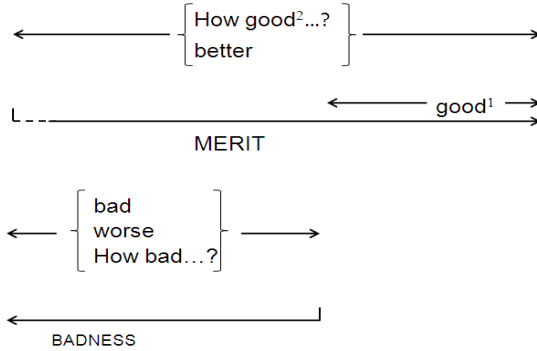 How good²…?
better
good¹
MERIT
bad
worse
How bad…?
BADNESS